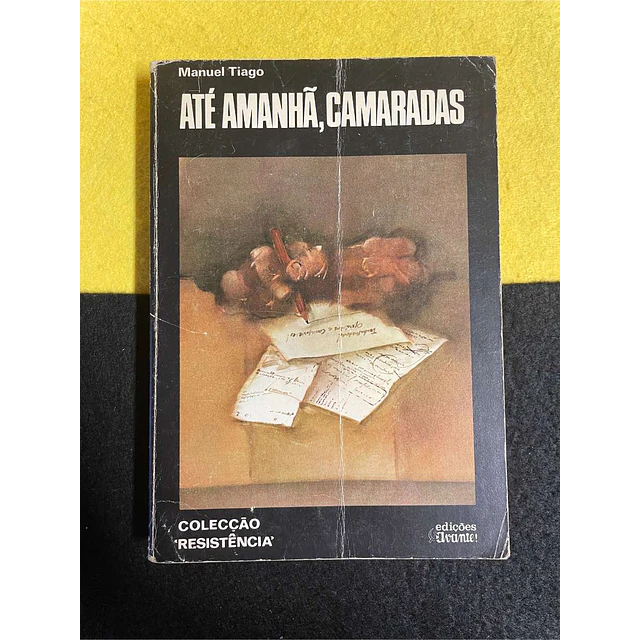 Manuel Tiago
ATÉ AMANHÃ, CAMARADAS
COLECÇÃO
'RESISTÊNCIA'
edições
Avante!